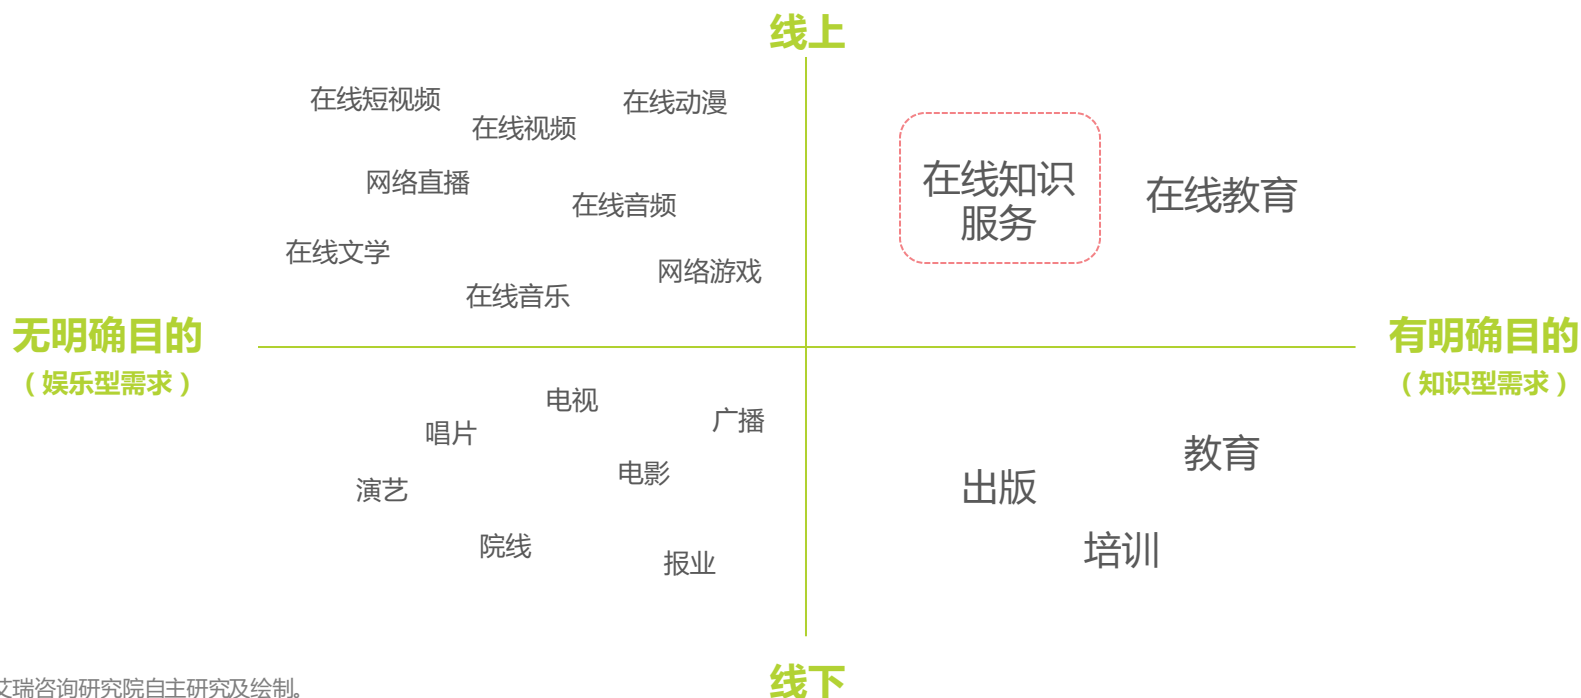 线上
在线短视频
在线动漫
在线视频
在线知识
服务
网络直播
在线教育
在线音频
在线文学
网络游戏
在线音乐
无明确目的
（娱乐型需求）
有明确目的
（知识型需求）
电视
广播
唱片
教育
电影
出版
演艺
院线
培训
报业
线下
艾瑞咨询研究院自主研究及绘制。